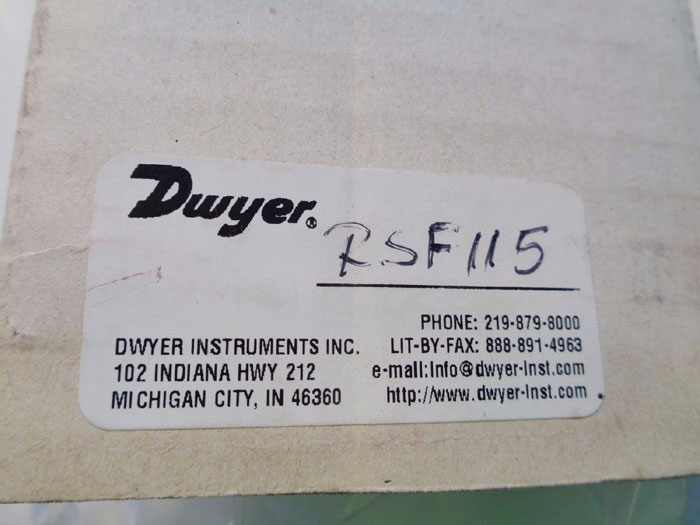 Dwyer®
RSF115
PHONE: 219-879-8000
DWYER INSTRUMENTS INC. LIT-BY-FAX: 888-891-4963
102 INDIANA HWY 212 e-mail:Info@dwyer-Inst.com
MICHIGAN CITY, IN 46360 http://www.dwyer-Inst.com